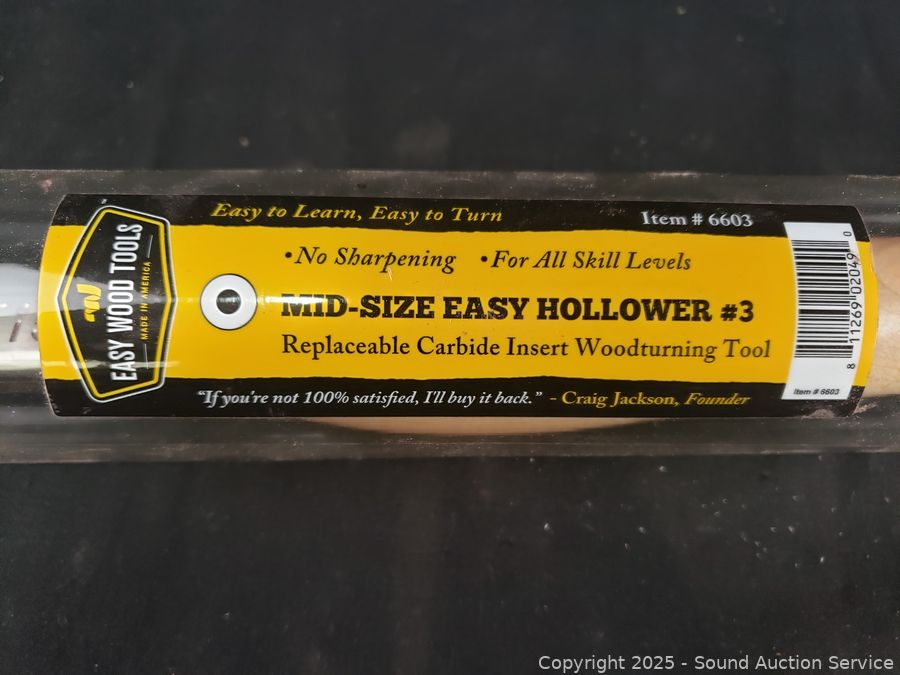 Easy to Learn, Easy to Turn
Item # 6603
•No Sharpening •For All Skill Levels
MID-SIZE EASY HOLLOWER #3
Replaceable Carbide Insert Woodturning Tool
"If you're not 100% satisfied, I'll buy it back." - Craig Jackson, Founder
EASY WOOD TOOLS
MADE IN AMERICA
8 11269 02049 0
Item # 6603
Copyright 2025 - Sound Auction Service